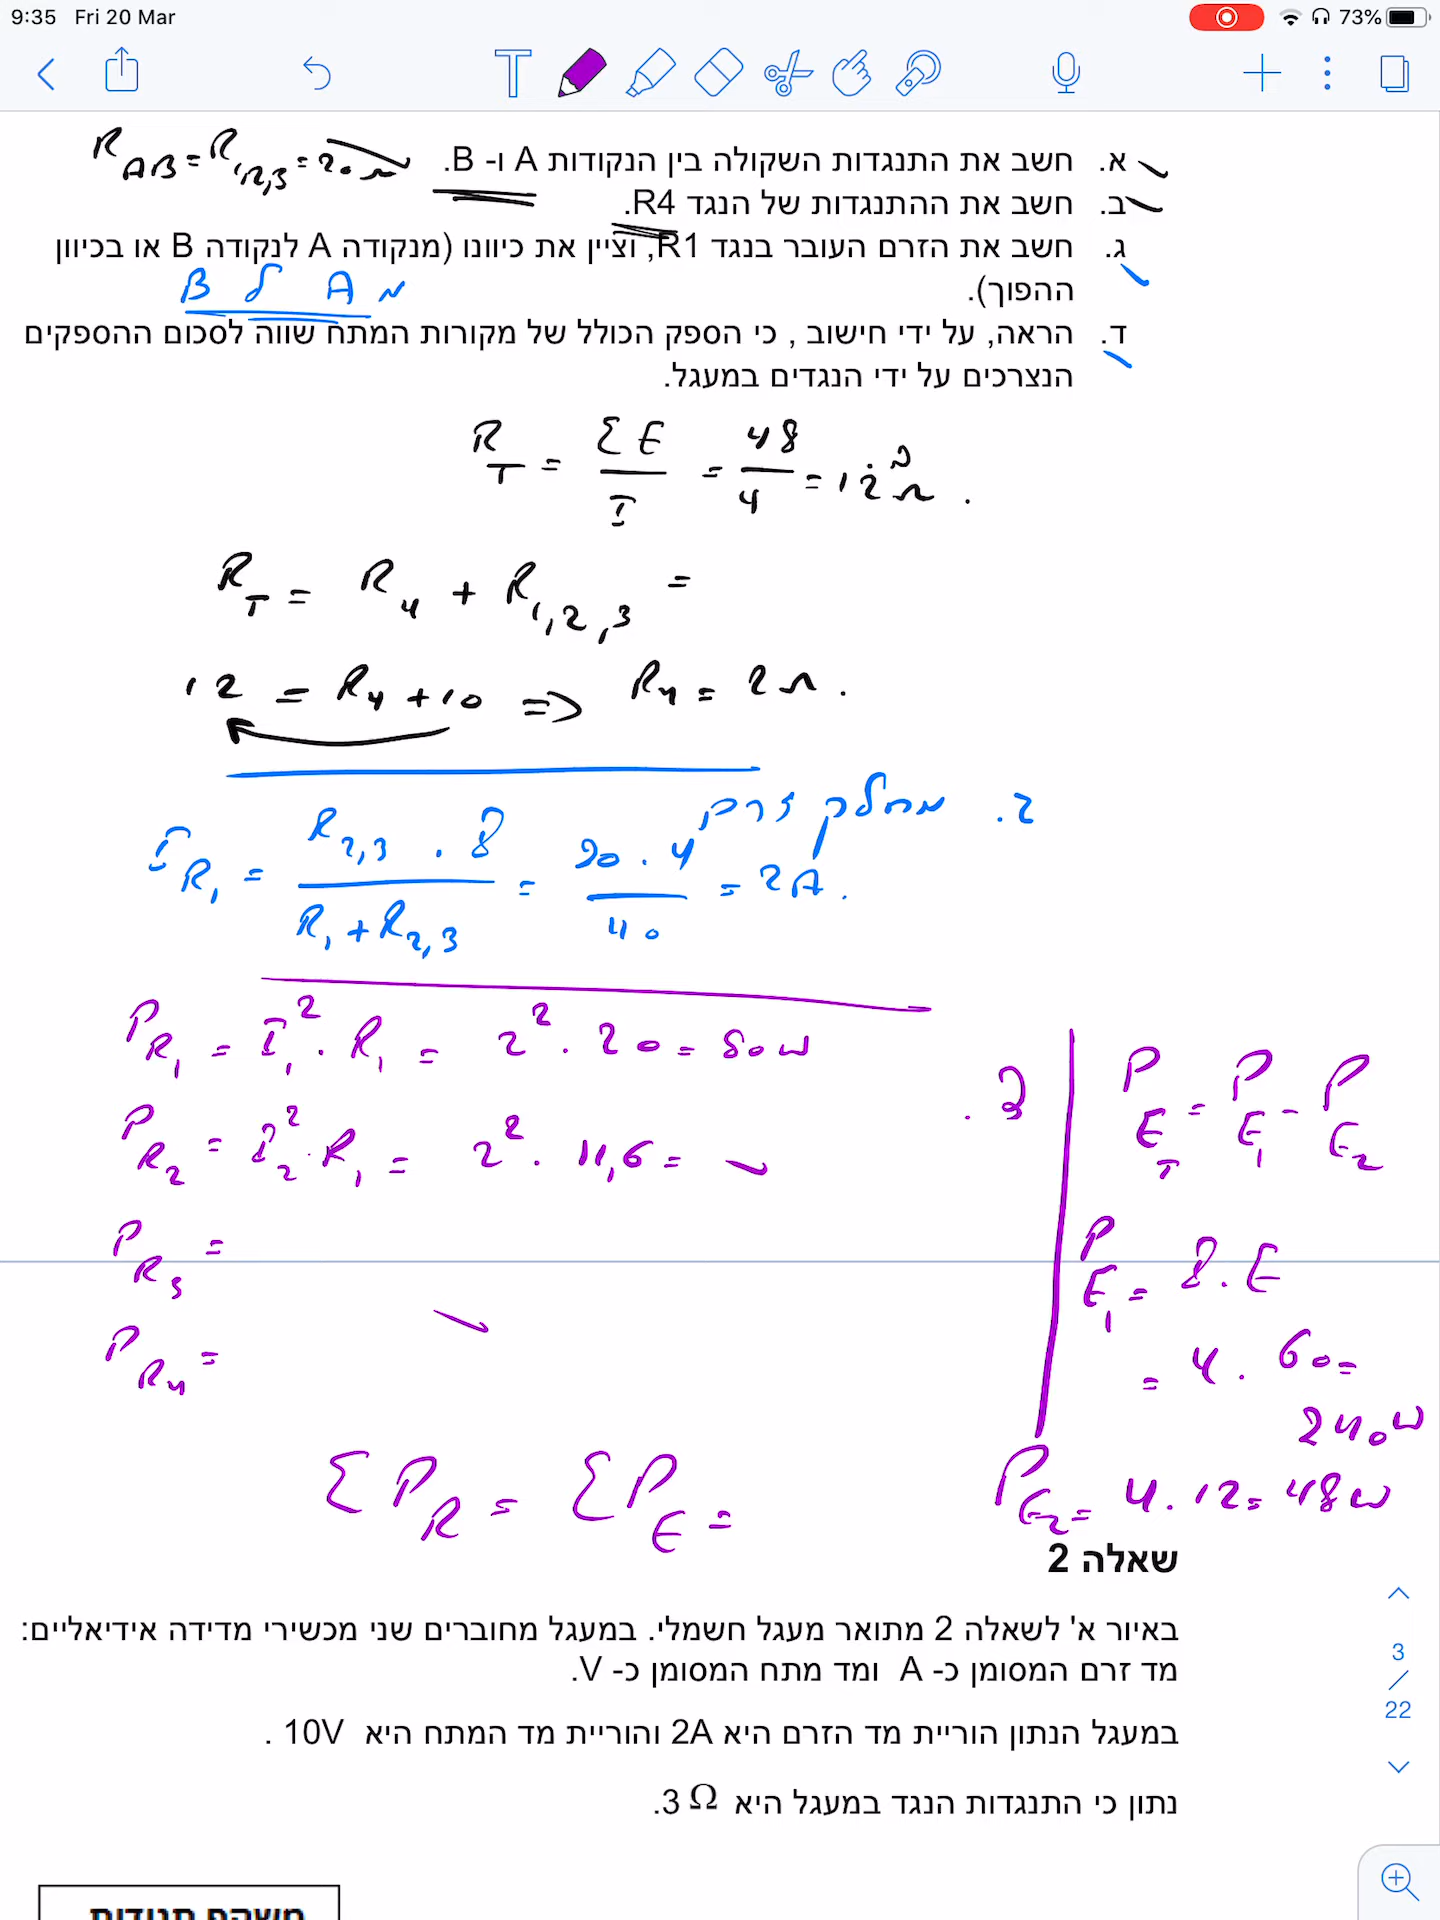 9:35 Fri 20 Mar 73%
R_AB = R_1,2,3 = 20 Ω
א. חשב את התנגדות השקולה בין הנקודות A ו- B.
ב. חשב את ההתנגדות של הנגד R4.
ג. חשב את הזרם העובר בנגד R1, וציין את כיוונו (מנקודה A לנקודה B או בכיוון
ההפוך).
מ A ל B
ד. הראה, על ידי חישוב , כי הספק הכולל של מקורות המתח שווה לסכום ההספקים
הנצרכים על ידי הנגדים במעגל.
R_T = ΣE / I = 48 / 4 = 12 Ω .
R_T = R_4 + R_1,2,3 =
12 = R_4 + 10 => R_4 = 2 Ω .
ג. מחלק זרם
I_R1 = R_2,3 · I / R_1 + R_2,3 = 20 · 4 / 40 = 2A .
P_R1 = I_1² · R_1 = 2² · 20 = 80 W
P_R2 = I_2² · R_1 = 2² · 11,6 =
P_R3 =
P_R4 =
ΣP_R = ΣP_E =
ד.
P_ET = P_E1 - P_E2
P_E1 = I · E
= 4 · 60 =
240 W
P_E2 = 4 · 12 = 48 W
שאלה 2
באיור א' לשאלה 2 מתואר מעגל חשמלי. במעגל מחוברים שני מכשירי מדידה אידיאליים:
מד זרם המסומן כ- A ומד מתח המסומן כ- V.
במעגל הנתון הוריית מד הזרם היא 2A והוריית מד המתח היא 10V .
נתון כי התנגדות הנגד במעגל היא 3 Ω.
3
/
22